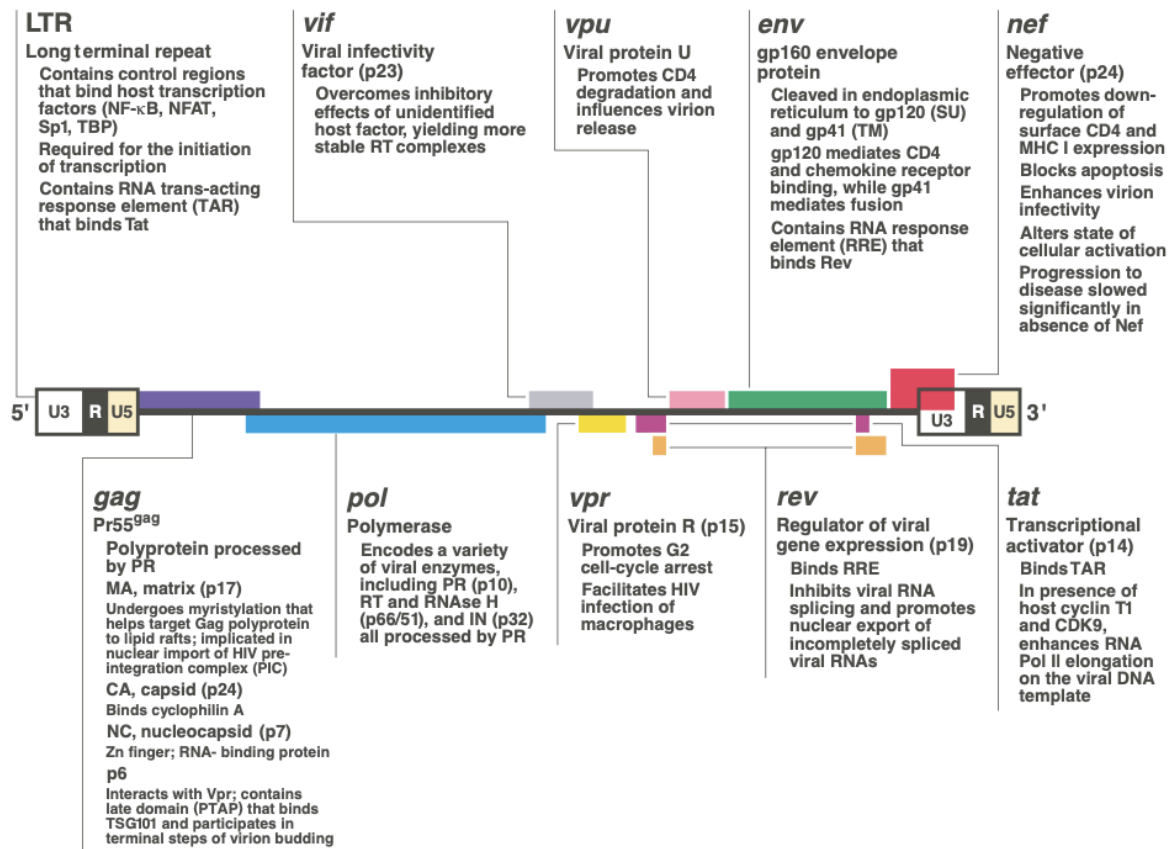 LTR
Long terminal repeat
Contains control regions
that bind host transcription
factors (NF-κB, NFAT,
Sp1, TBP)
Required for the initiation
of transcription
Contains RNA trans-acting
response element (TAR)
that binds Tat
vif
Viral infectivity
factor (p23)
Overcomes inhibitory
effects of unidentified
host factor, yielding more
stable RT complexes
vpu
Viral protein U
Promotes CD4
degradation and
influences virion
release
env
gp160 envelope
protein
Cleaved in endoplasmic
reticulum to gp120 (SU)
and gp41 (TM)
gp120 mediates CD4
and chemokine receptor
binding, while gp41
mediates fusion
Contains RNA response
element (RRE) that
binds Rev
nef
Negative
effector (p24)
Promotes down-
regulation of
surface CD4 and
MHC I expression
Blocks apoptosis
Enhances virion
infectivity
Alters state of
cellular activation
Progression to
disease slowed
significantly in
absence of Nef
5' U3 R U5 U3 R U5 3'
gag
Pr55gag
Polyprotein processed
by PR
MA, matrix (p17)
Undergoes myristylation that
helps target Gag polyprotein
to lipid rafts; implicated in
nuclear import of HIV pre-
integration complex (PIC)
CA, capsid (p24)
Binds cyclophilin A
NC, nucleocapsid (p7)
Zn finger; RNA- binding protein
p6
Interacts with Vpr; contains
late domain (PTAP) that binds
TSG101 and participates in
terminal steps of virion budding
pol
Polymerase
Encodes a variety
of viral enzymes,
including PR (p10),
RT and RNAse H
(p66/51), and IN (p32)
all processed by PR
vpr
Viral protein R (p15)
Promotes G2
cell-cycle arrest
Facilitates HIV
infection of
macrophages
rev
Regulator of viral
gene expression (p19)
Binds RRE
Inhibits viral RNA
splicing and promotes
nuclear export of
incompletely spliced
viral RNAs
tat
Transcriptional
activator (p14)
Binds TAR
In presence of
host cyclin T1
and CDK9,
enhances RNA
Pol II elongation
on the viral DNA
template